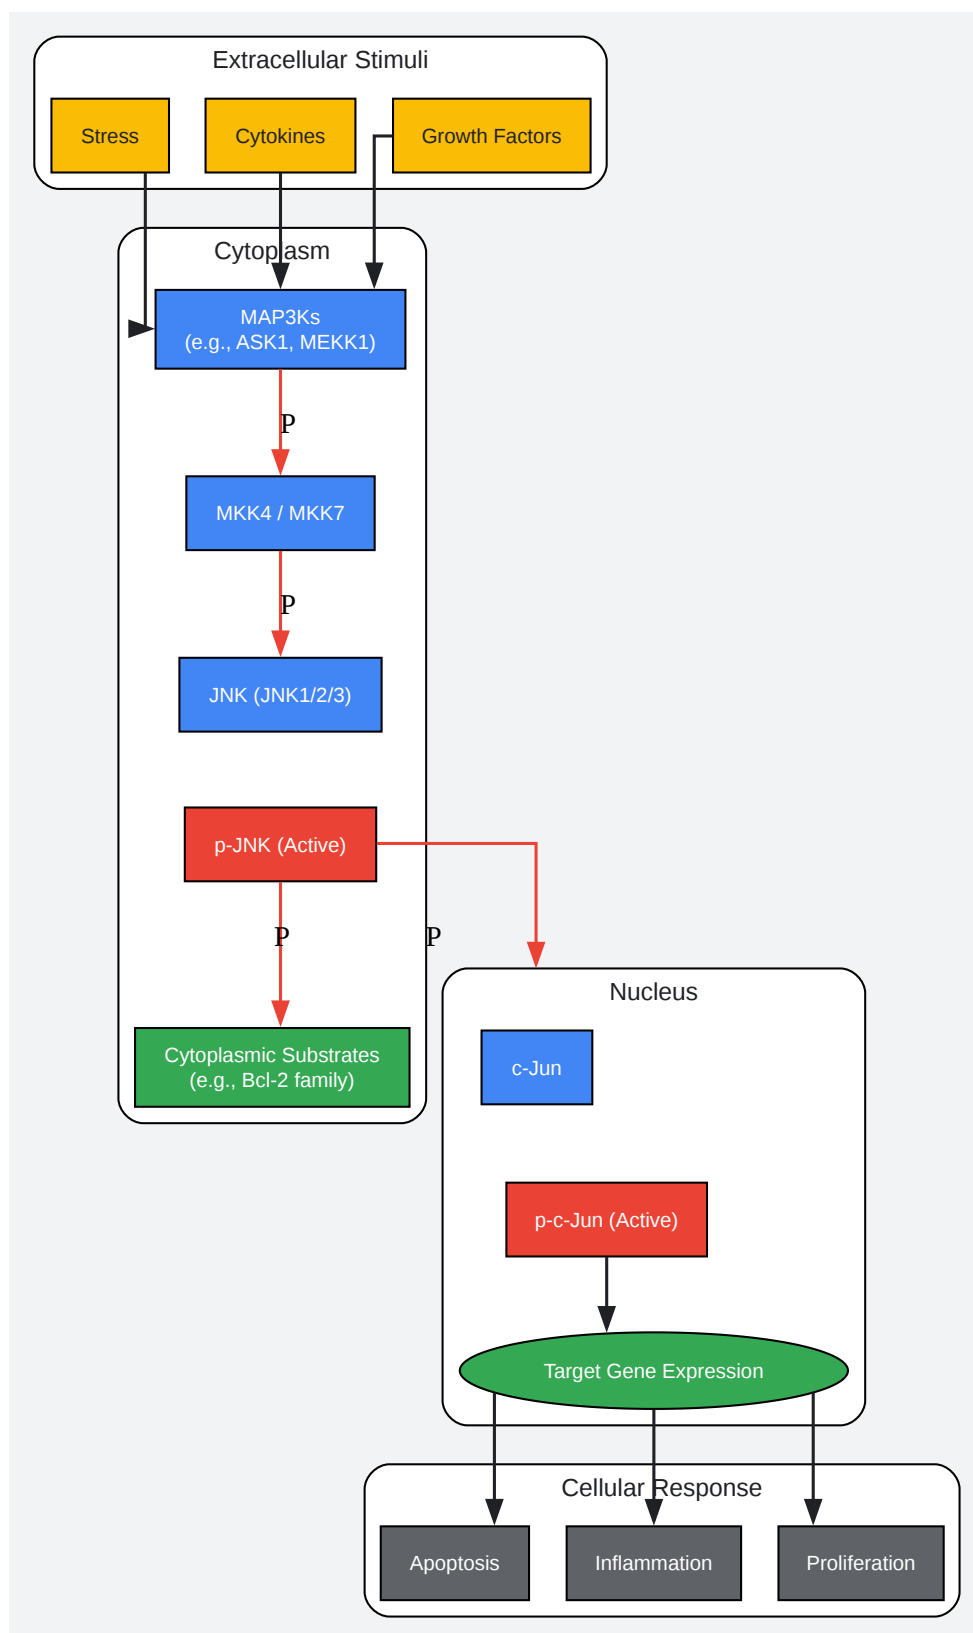 Extracellular Stimuli
Stress
Cytokines
Growth Factors
Cytoplasm
MAP3Ks
(e.g., ASK1, MEKK1)
P
MKK4 / MKK7
P
JNK (JNK1/2/3)
p-JNK (Active)
P
P
Cytoplasmic Substrates
(e.g., Bcl-2 family)
Nucleus
c-Jun
p-c-Jun (Active)
Target Gene Expression
Cellular Response
Apoptosis
Inflammation
Proliferation